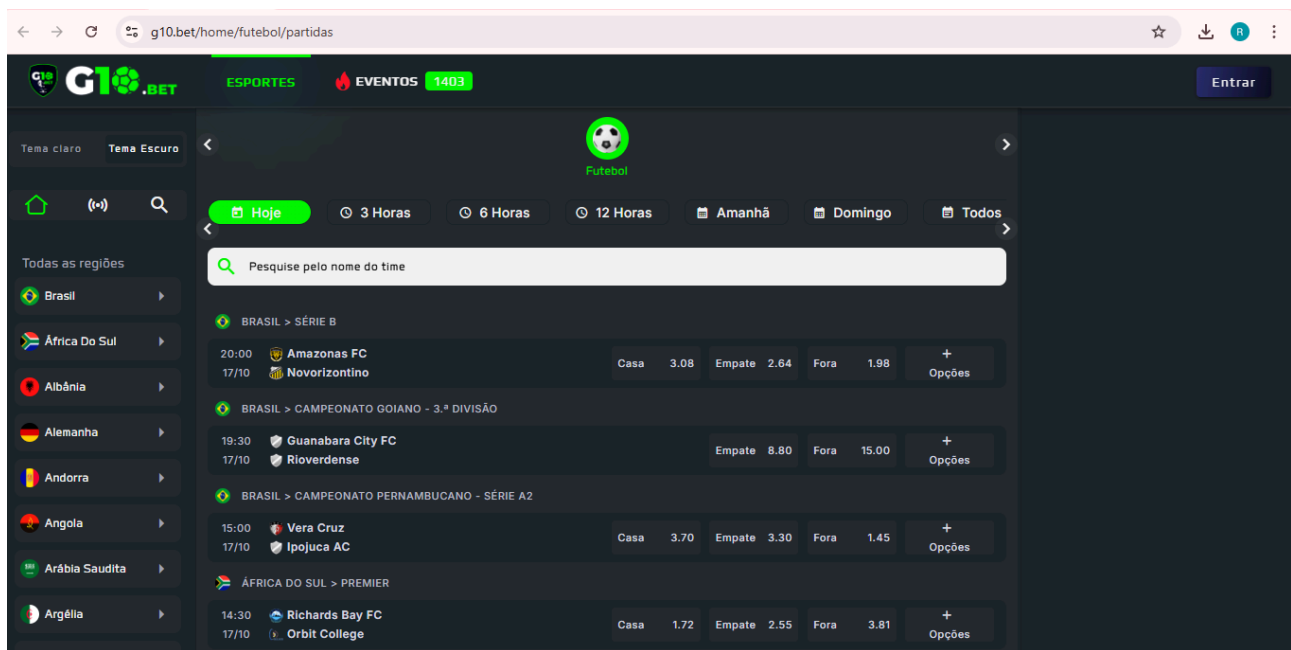 g10.bet/home/futebol/partidas
R
G10
G10.BET
ESPORTES
EVENTOS 1403
Entrar
Tema claro Tema Escuro
Futebol
Hoje 3 Horas 6 Horas 12 Horas Amanhã Domingo Todos
Pesquise pelo nome do time
Todas as regiões
Brasil
África Do Sul
Albânia
Alemanha
Andorra
Angola
Arábia Saudita
Argélia
BRASIL > SÉRIE B
20:00 Amazonas FC
17/10 Novorizontino
Casa 3.08 Empate 2.64 Fora 1.98 + Opções
BRASIL > CAMPEONATO GOIANO - 3.ª DIVISÃO
19:30 Guanabara City FC
17/10 Rioverdense
Empate 8.80 Fora 15.00 + Opções
BRASIL > CAMPEONATO PERNAMBUCANO - SÉRIE A2
15:00 Vera Cruz
17/10 Ipojuca AC
Casa 3.70 Empate 3.30 Fora 1.45 + Opções
ÁFRICA DO SUL > PREMIER
14:30 Richards Bay FC
17/10 Orbit College
Casa 1.72 Empate 2.55 Fora 3.81 + Opções